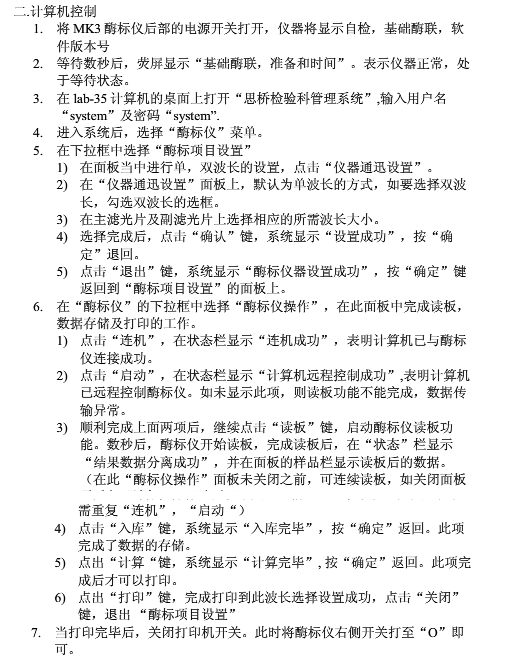 二.计算机控制
1. 将 MK3 酶标仪后部的电源开关打开，仪器将显示自检，基础酶联，软
件版本号
2. 等待数秒后，荧屏显示“基础酶联，准备和时间”。表示仪器正常，处
于等待状态。
3. 在 lab-35 计算机的桌面上打开“思桥检验科管理系统”,输入用户名
“system”及密码“system”.
4. 进入系统后，选择“酶标仪”菜单。
5. 在下拉框中选择“酶标项目设置”
1) 在面板当中进行单，双波长的设置，点击“仪器通迅设置”。
2) 在“仪器通迅设置”面板上，默认为单波长的方式，如要选择双波
长，勾选双波长的选框。
3) 在主滤光片及副滤光片上选择相应的所需波长大小。
4) 选择完成后，点击“确认”键，系统显示“设置成功”，按“确
定”退回。
5) 点击“退出”键，系统显示“酶标仪器设置成功”，按“确定”键
返回到“酶标项目设置”的面板上。
6. 在“酶标仪”的下拉框中选择“酶标仪操作”，在此面板中完成读板，
数据存储及打印的工作。
1) 点击“连机”，在状态栏显示“连机成功”，表明计算机已与酶标
仪连接成功。
2) 点击“启动”，在状态栏显示“计算机远程控制成功”,表明计算机
已远程控制酶标仪。如未显示此项，则读板功能不能完成，数据传
输异常。
3) 顺利完成上面两项后，继续点击“读板”键，启动酶标仪读板功
能。数秒后，酶标仪开始读板，完成读板后，在“状态”栏显示
“结果数据分离成功”，并在面板的样品栏显示读板后的数据。
（在此“酶标仪操作”面板未关闭之前，可连续读板，如关闭面板
需重复“连机”，“启动“）
4) 点击“入库”键，系统显示“入库完毕”，按“确定”返回。此项
完成了数据的存储。
5) 点出“计算“键，系统显示“计算完毕”, 按“确定”返回。此项完
成后才可以打印。
6) 点出“打印”键，完成打印到此波长选择设置成功，点击“关闭”
键，退出 “酶标项目设置”
7. 当打印完毕后，关闭打印机开关。此时将酶标仪右侧开关打至“O”即
可。